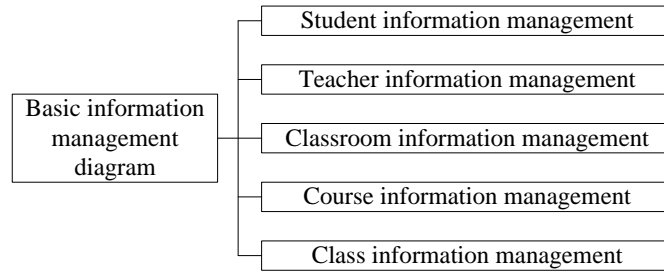 Student information management
Teacher information management
Basic information
management
diagram
Classroom information management
Course information management
Class information management